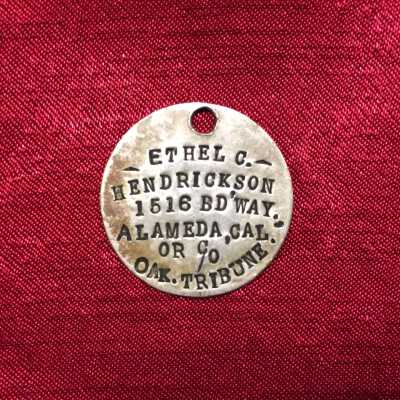 ETHEL C.
HENDRICKSON
1516 BD'WAY.
ALAMEDA, CAL.
OR C/O
OAK. TRIBUNE.